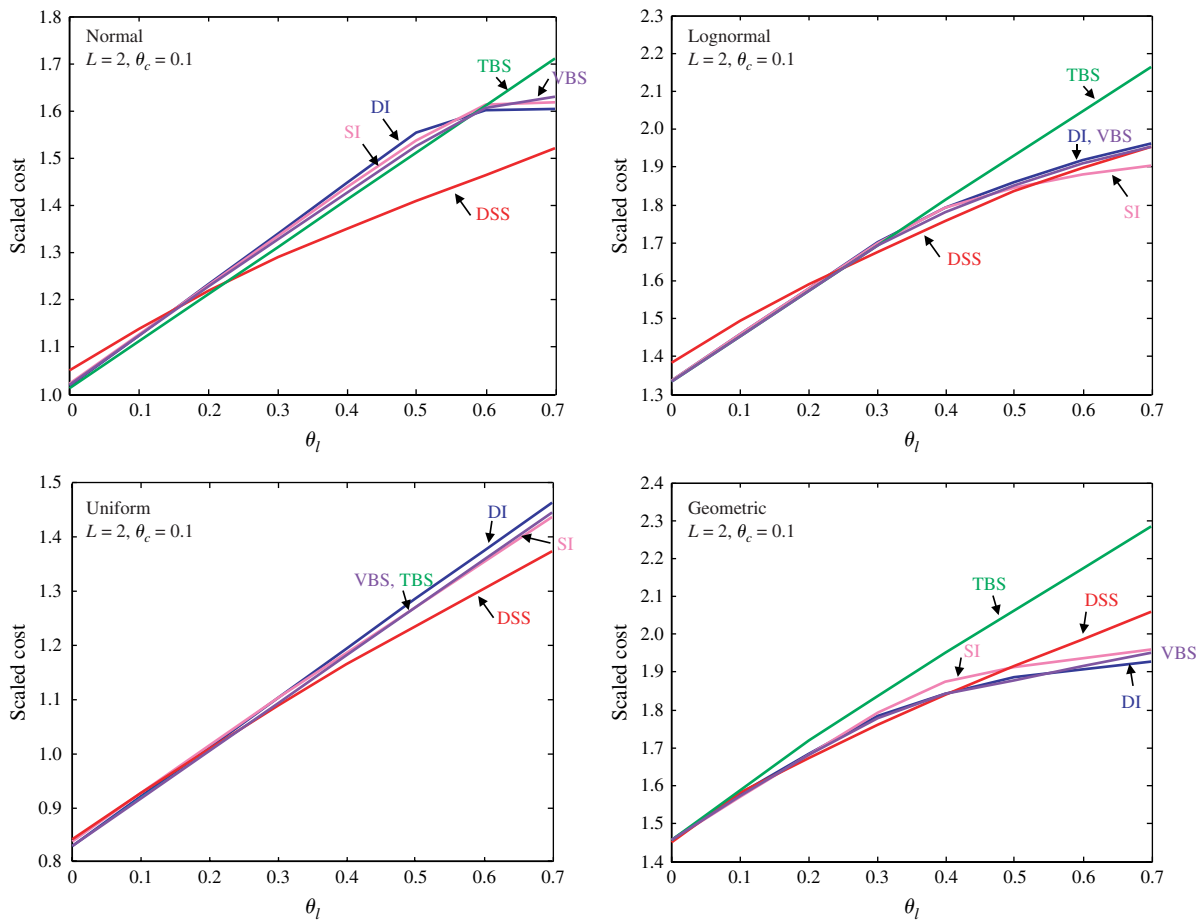 Normal
L = 2, θc = 0.1
Scaled cost
1.8
1.7
1.6
1.5
1.4
1.3
1.2
1.1
1.0
0
0.1
0.2
0.3
0.4
0.5
0.6
0.7
θl
TBS
VBS
DI
SI
DSS
Lognormal
L = 2, θc = 0.1
Scaled cost
2.3
2.2
2.1
2.0
1.9
1.8
1.7
1.6
1.5
1.4
1.3
0
0.1
0.2
0.3
0.4
0.5
0.6
0.7
θl
TBS
DI, VBS
SI
DSS
Uniform
L = 2, θc = 0.1
Scaled cost
1.5
1.4
1.3
1.2
1.1
1.0
0.9
0.8
0
0.1
0.2
0.3
0.4
0.5
0.6
0.7
θl
DI
SI
VBS, TBS
DSS
Geometric
L = 2, θc = 0.1
Scaled cost
2.4
2.3
2.2
2.1
2.0
1.9
1.8
1.7
1.6
1.5
1.4
0
0.1
0.2
0.3
0.4
0.5
0.6
0.7
θl
TBS
DSS
SI
VBS
DI